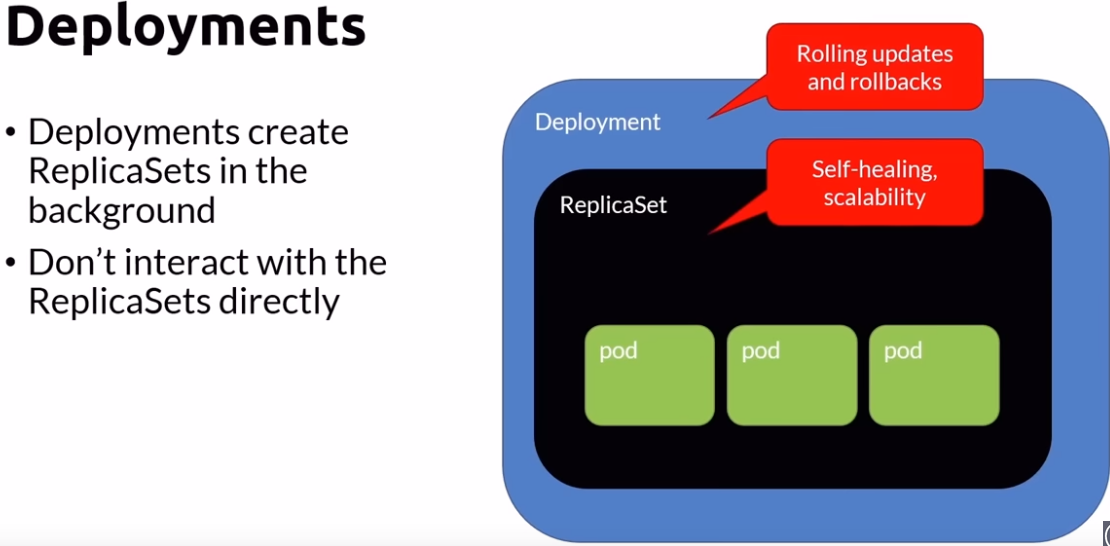 Deployments
• Deployments create
ReplicaSets in the
background
• Don’t interact with the
ReplicaSets directly
Rolling updates
and rollbacks
Deployment
Self-healing,
scalability
ReplicaSet
pod
pod
pod